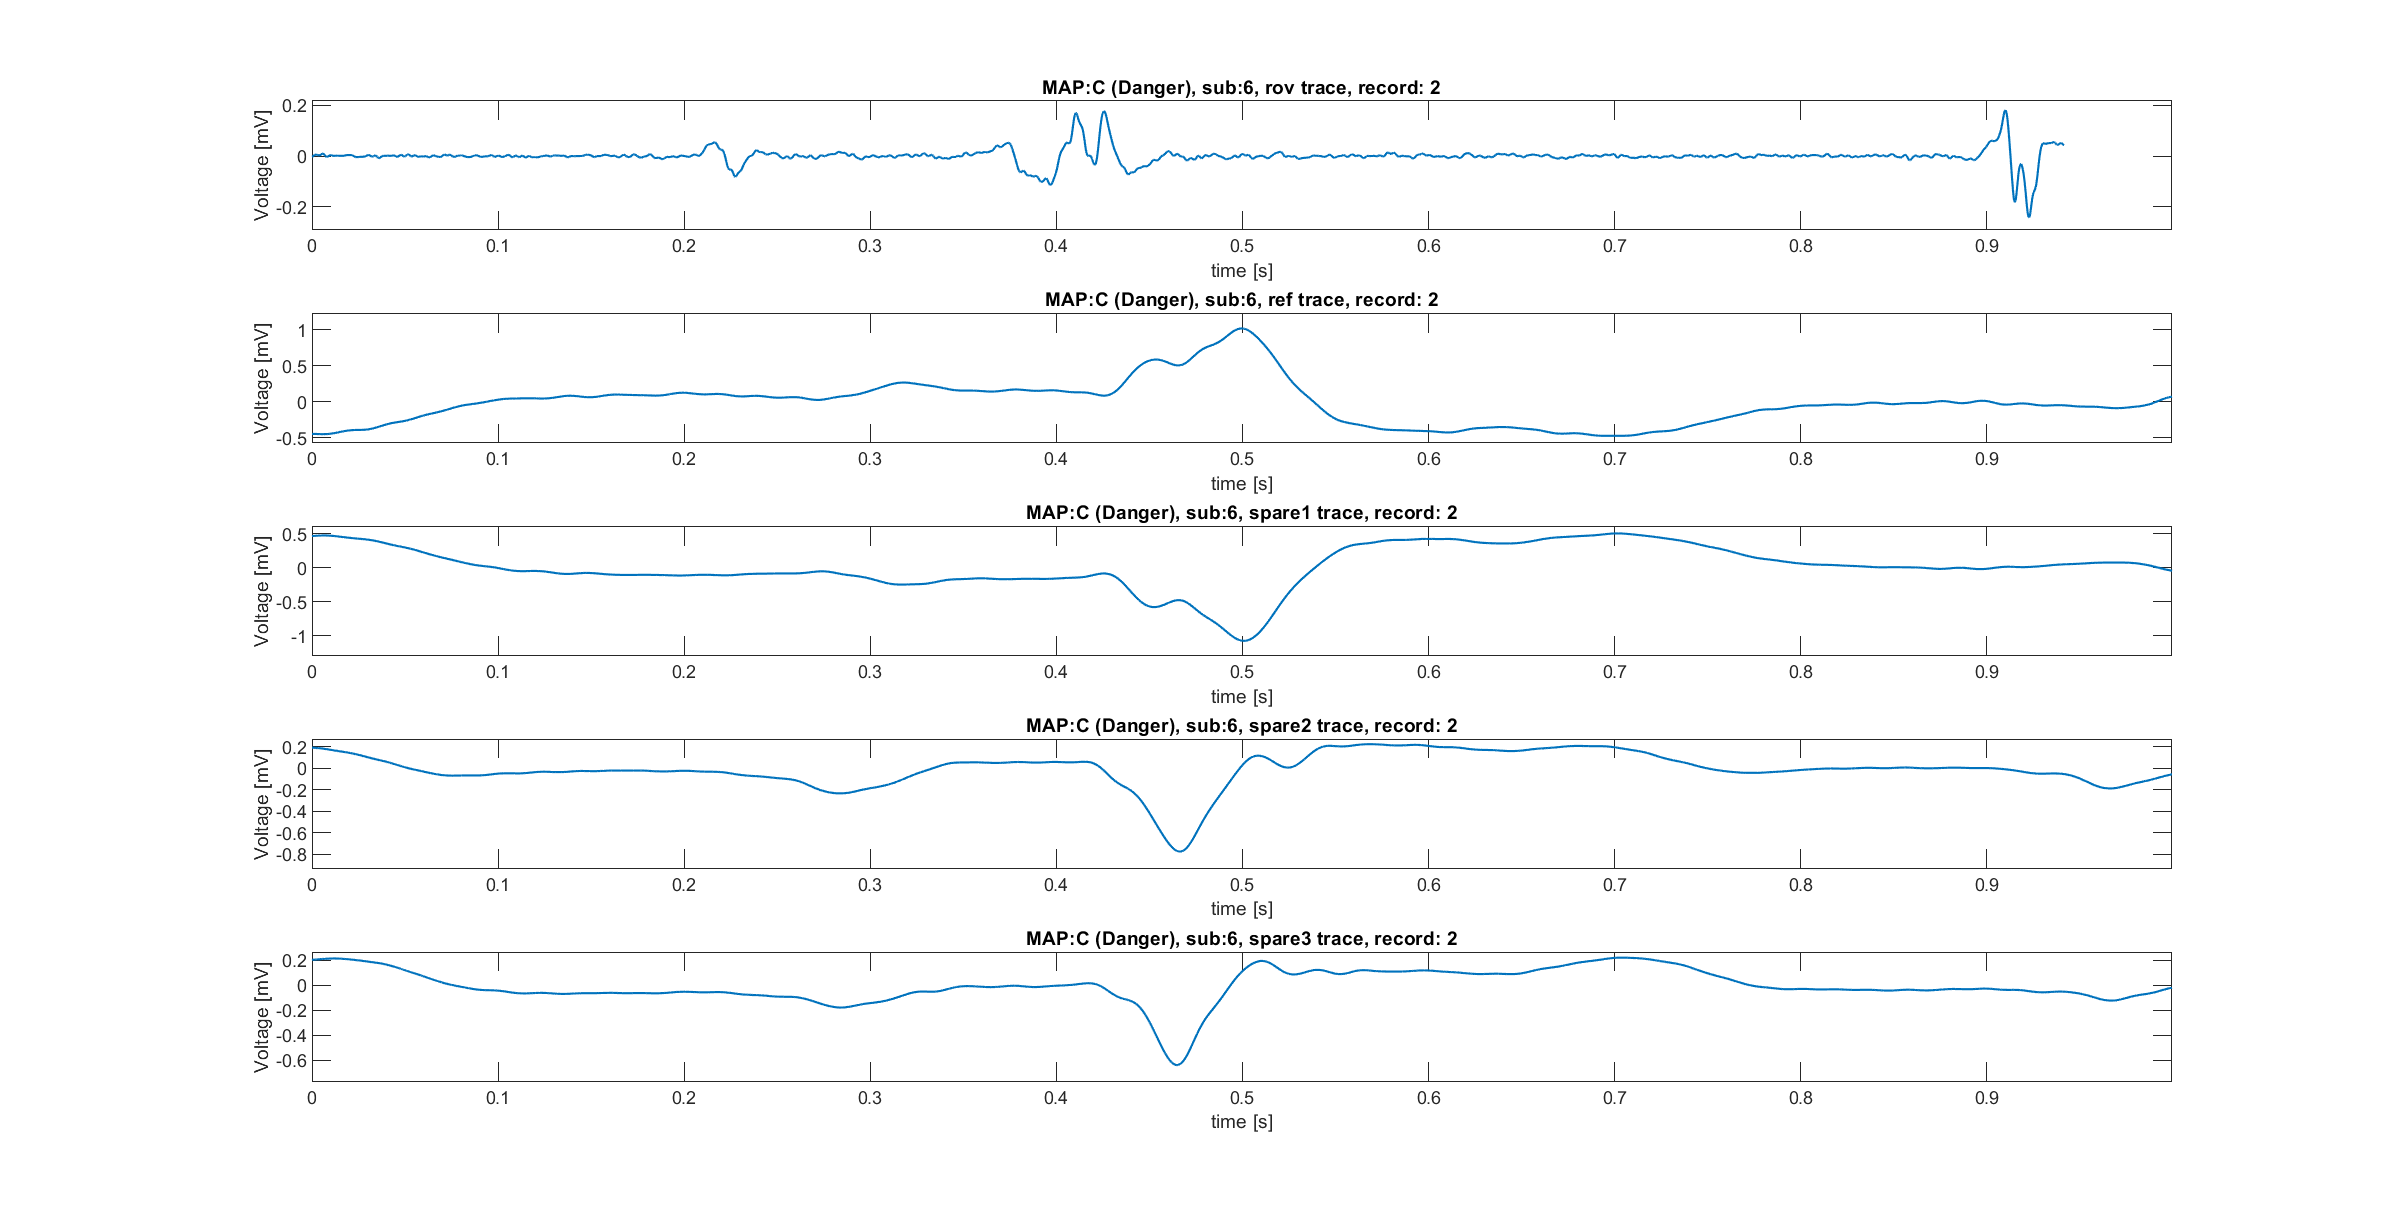 MAP:C (Danger), sub:6, rov trace, record: 2
Voltage [mV]
0.2
0
-0.2
0 0.1 0.2 0.3 0.4 0.5 0.6 0.7 0.8 0.9
time [s]
MAP:C (Danger), sub:6, ref trace, record: 2
Voltage [mV]
1
0.5
0
-0.5
0 0.1 0.2 0.3 0.4 0.5 0.6 0.7 0.8 0.9
time [s]
MAP:C (Danger), sub:6, spare1 trace, record: 2
Voltage [mV]
0.5
0
-0.5
-1
0 0.1 0.2 0.3 0.4 0.5 0.6 0.7 0.8 0.9
time [s]
MAP:C (Danger), sub:6, spare2 trace, record: 2
Voltage [mV]
0.2
0
-0.2
-0.4
-0.6
-0.8
0 0.1 0.2 0.3 0.4 0.5 0.6 0.7 0.8 0.9
time [s]
MAP:C (Danger), sub:6, spare3 trace, record: 2
Voltage [mV]
0.2
0
-0.2
-0.4
-0.6
0 0.1 0.2 0.3 0.4 0.5 0.6 0.7 0.8 0.9
time [s]